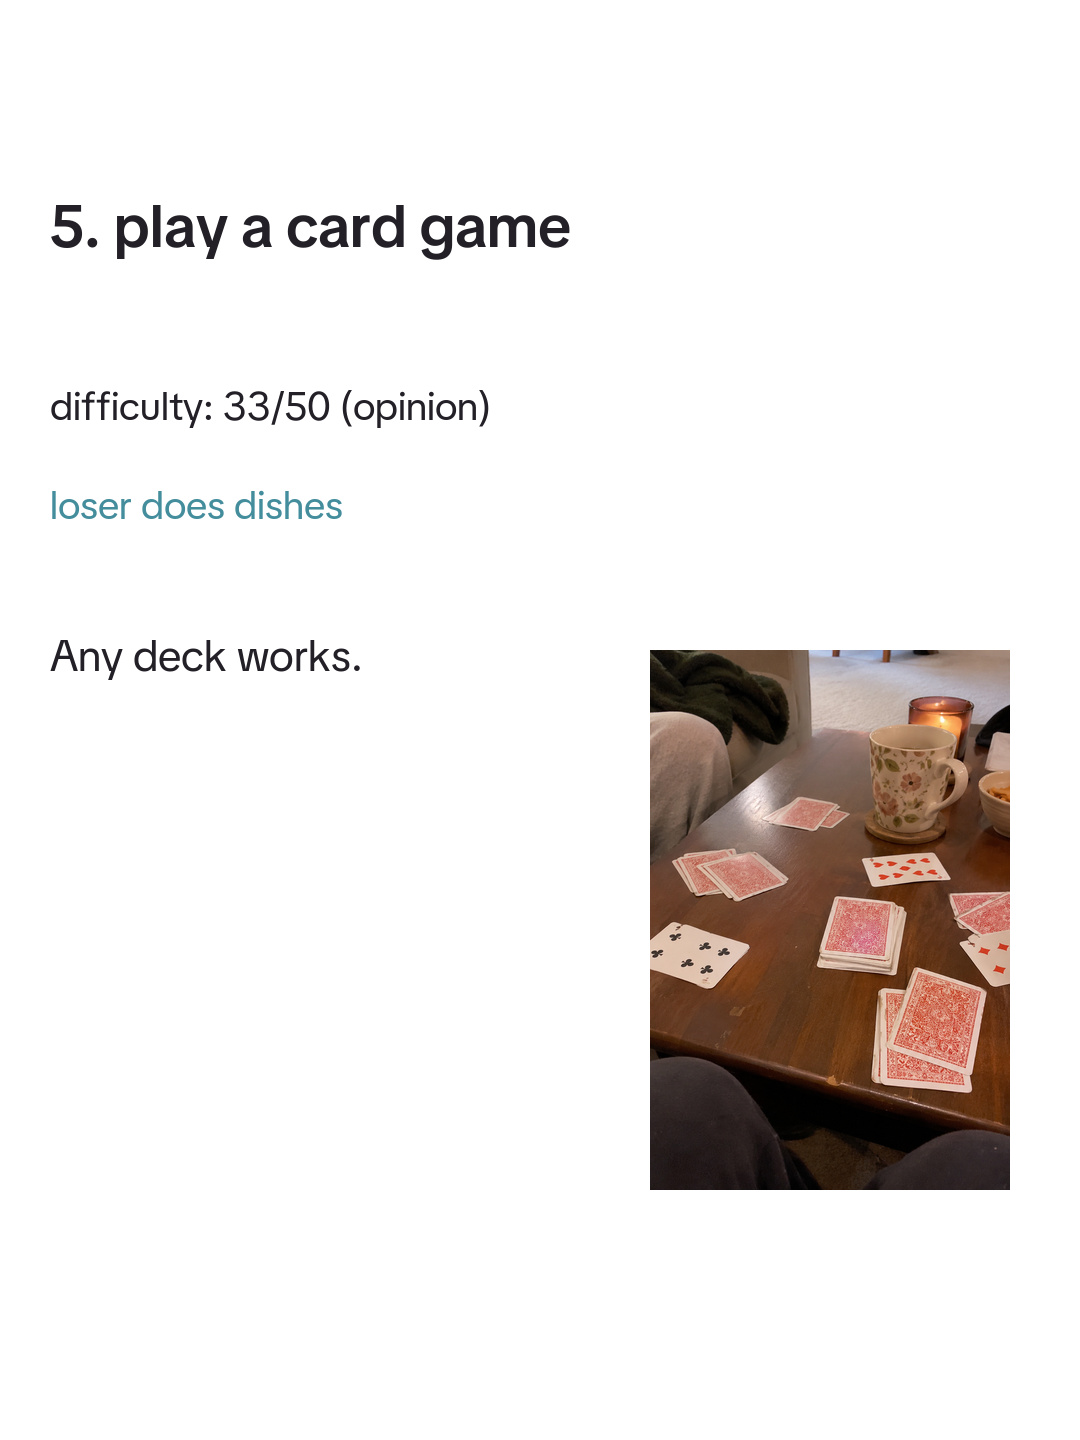 5. play a card game
difficulty: 33/50 (opinion)
loser does dishes
Any deck works.